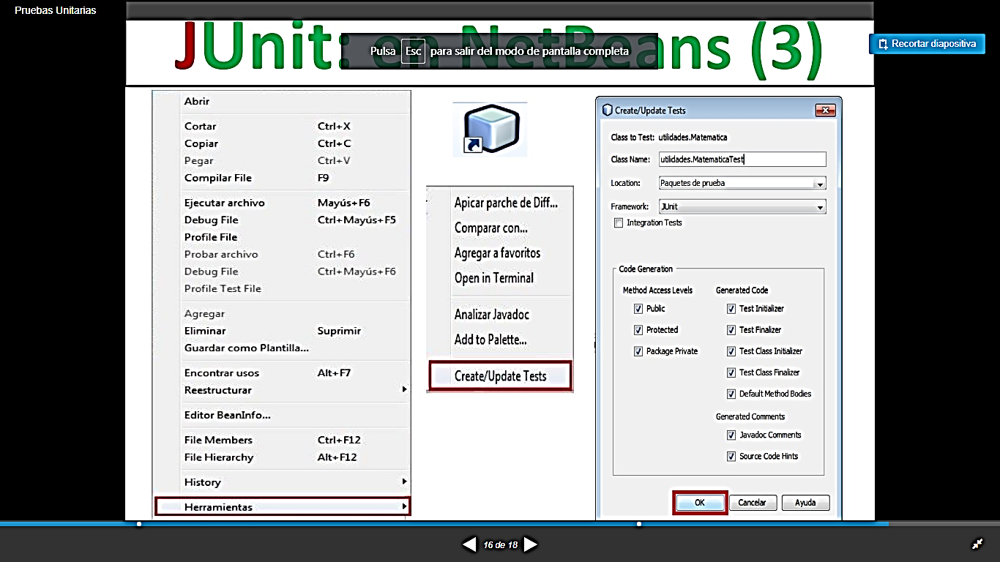 Pruebas Unitarias
JUnit: en NetBeans (3)
Pulsa Esc para salir del modo de pantalla completa
Recortar diapositiva
Abrir
Cortar Ctrl+X
Copiar Ctrl+C
Pegar Ctrl+V
Compilar File F9
Ejecutar archivo Mayús+F6
Debug File Ctrl+Mayús+F5
Profile File
Probar archivo Ctrl+F6
Debug File Ctrl+Mayús+F6
Profile Test File
Agregar
Eliminar Suprimir
Guardar como Plantilla...
Encontrar usos Alt+F7
Reestructurar
Editor BeanInfo...
File Members Ctrl+F12
File Hierarchy Alt+F12
History
Herramientas
Apicar parche de Diff...
Comparar con...
Agregar a favoritos
Open in Terminal
Analizar Javadoc
Add to Palette...
Create/Update Tests
Create/Update Tests
Class to Test: utilidades.Matematica
Class Name: utilidades.MatematicaTest
Location: Paquetes de prueba
Framework: JUnit
Integration Tests
Code Generation
Method Access Levels
Public
Protected
Package Private
Generated Code
Test Initializer
Test Finalizer
Test Class Initializer
Test Class Finalizer
Default Method Bodies
Generated Comments
Javadoc Comments
Source Code Hints
OK Cancelar Ayuda
16 de 18